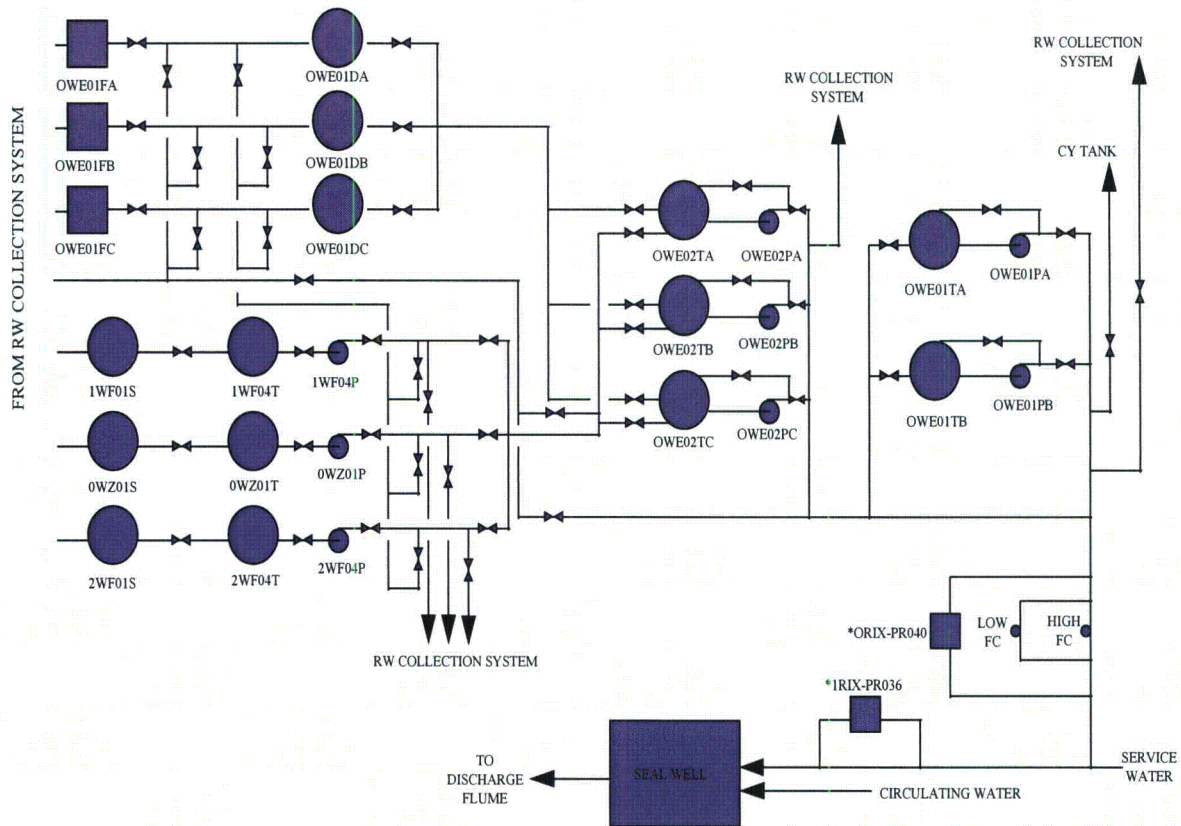 FROM RW COLLECTION SYSTEM
OWE01FA
OWE01DA
OWE01FB
OWE01DB
OWE01FC
OWE01DC
RW COLLECTION
SYSTEM
RW COLLECTION
SYSTEM
CY TANK
OWE02TA
OWE02PA
OWE01TA
OWE01PA
OWE02TB
OWE02PB
OWE01TB
OWE01PB
OWE02TC
OWE02PC
1WF01S
1WF04T
1WF04P
0WZ01S
0WZ01T
0WZ01P
2WF01S
2WF04T
2WF04P
RW COLLECTION SYSTEM
*ORIX-PR040
LOW
FC
HIGH
FC
*1RIX-PR036
TO
DISCHARGE
FLUME
SEAL WELL
SERVICE
WATER
CIRCULATING WATER